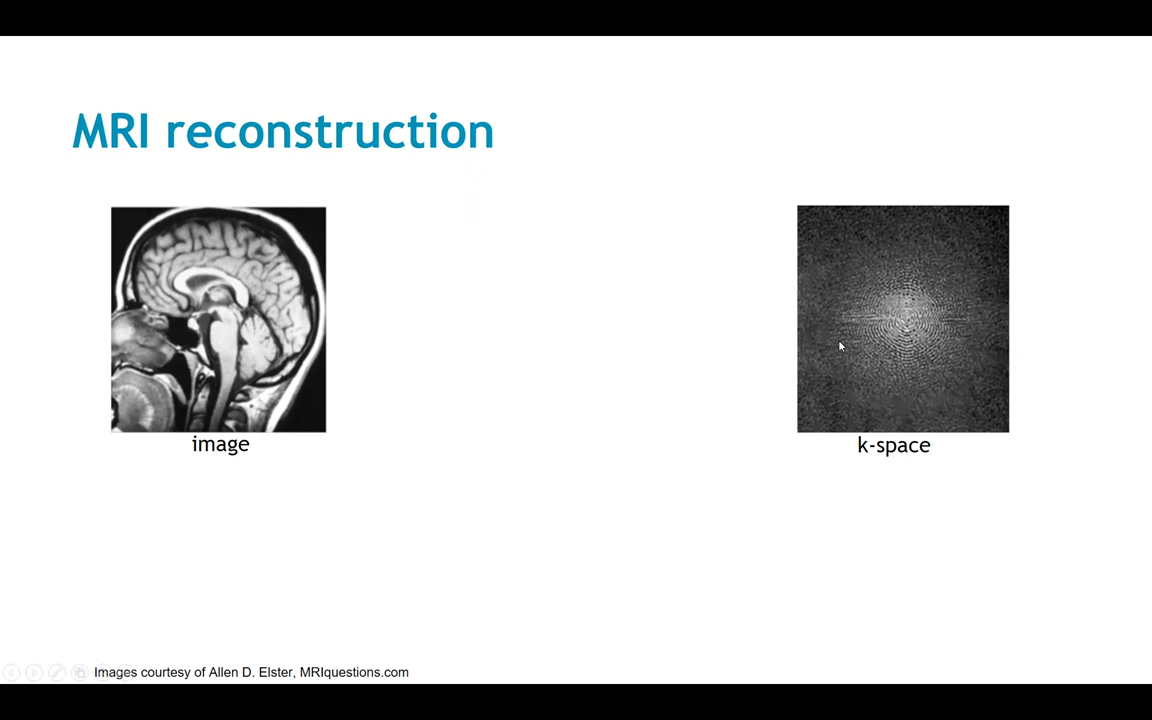 MRI reconstruction
image
k-space
Images courtesy of Allen D. Elster, MRIquestions.com